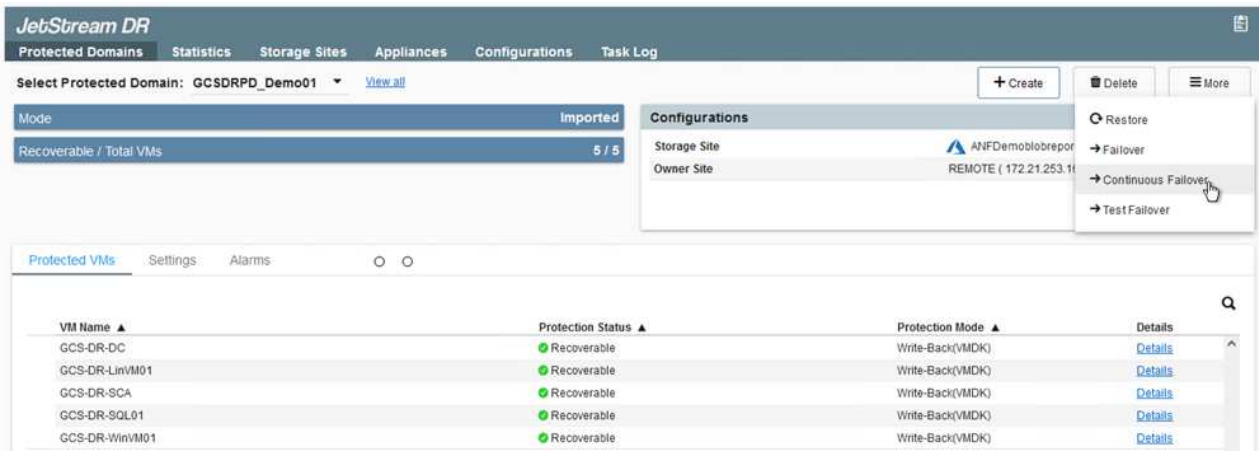 JetStream DR
Protected Domains Statistics Storage Sites Appliances Configurations Task Log
Select Protected Domain: GCSDRPD_Demo01 View all
+ Create Delete More
Mode Imported
Recoverable / Total VMs 5 / 5
Configurations
Storage Site ANFDemoblobrepor
Owner Site REMOTE ( 172.21.253.1
Restore
Failover
Continuous Failover
Test Failover
Protected VMs Settings Alarms
VM Name ▲ Protection Status ▲ Protection Mode ▲ Details
GCS-DR-DC Recoverable Write-Back(VMDK) Details
GCS-DR-LinVM01 Recoverable Write-Back(VMDK) Details
GCS-DR-SCA Recoverable Write-Back(VMDK) Details
GCS-DR-SQL01 Recoverable Write-Back(VMDK) Details
GCS-DR-WinVM01 Recoverable Write-Back(VMDK) Details